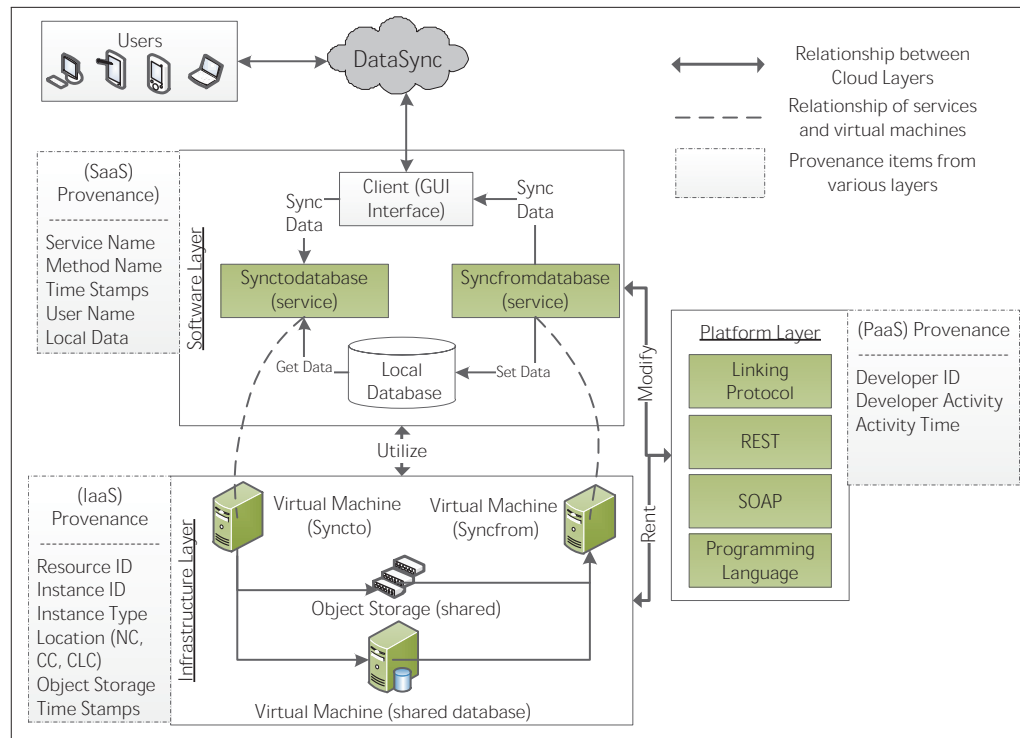 Users
DataSync
Relationship between
Cloud Layers
Relationship of services
and virtual machines
Provenance items from
various layers
(SaaS)
Provenance)
Service Name
Method Name
Time Stamps
User Name
Local Data
Software Layer
Client (GUI
Interface)
Sync
Data
Sync
Data
Synctodatabase
(service)
Syncfromdatabase
(service)
Get Data
Local
Database
Set Data
Utilize
Modify
Rent
Platform Layer
Linking
Protocol
REST
SOAP
Programming
Language
(PaaS) Provenance
Developer ID
Developer Activity
Activity Time
(IaaS)
Provenance
Resource ID
Instance ID
Instance Type
Location (NC,
CC, CLC)
Object Storage
Time Stamps
Infrastructure Layer
Virtual Machine
(Syncto)
Virtual Machine
(Syncfrom)
Object Storage (shared)
Virtual Machine (shared database)